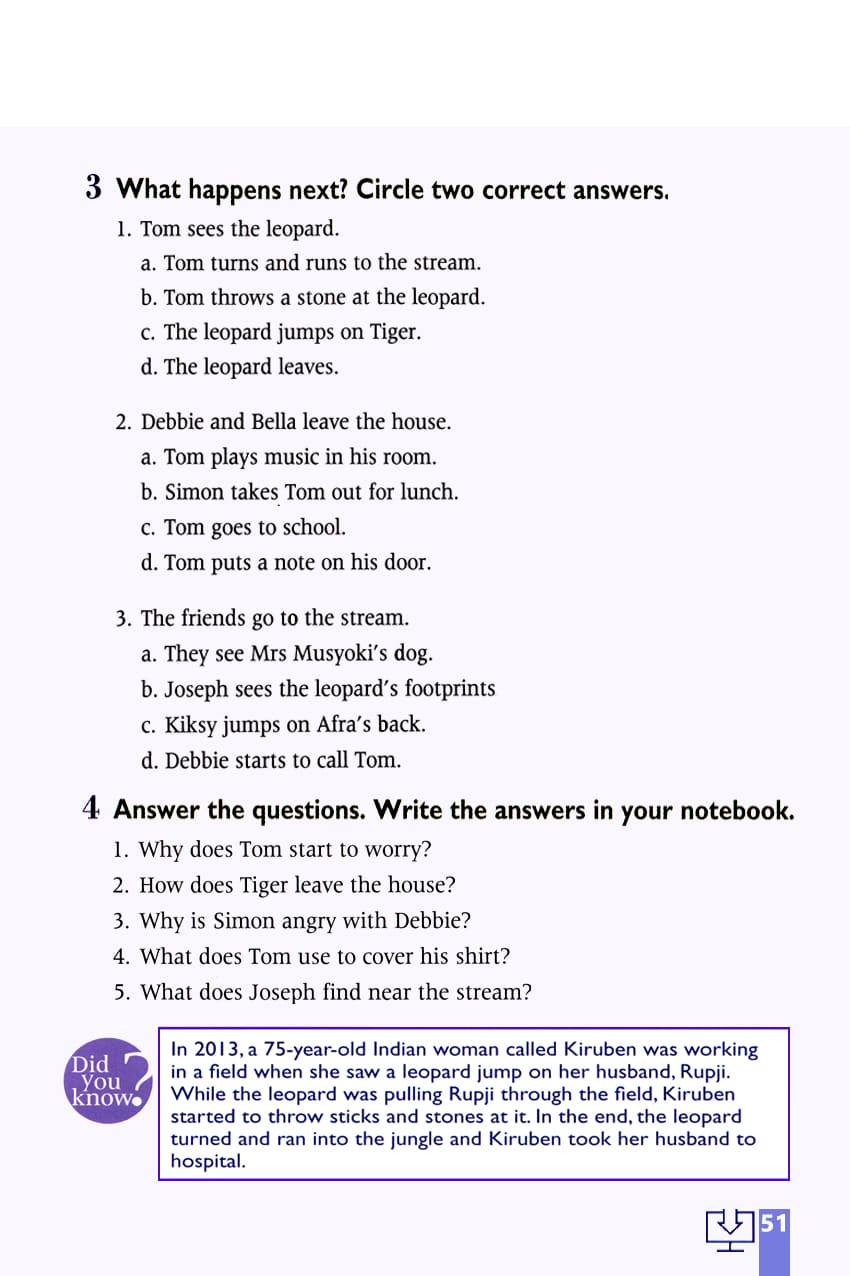 3 What happens next? Circle two correct answers.
1. Tom sees the leopard.
a. Tom turns and runs to the stream.
b. Tom throws a stone at the leopard.
c. The leopard jumps on Tiger.
d. The leopard leaves.
2. Debbie and Bella leave the house.
a. Tom plays music in his room.
b. Simon takes Tom out for lunch.
c. Tom goes to school.
d. Tom puts a note on his door.
3. The friends go to the stream.
a. They see Mrs Musyoki's dog.
b. Joseph sees the leopard's footprints
c. Kiksy jumps on Afra's back.
d. Debbie starts to call Tom.
4 Answer the questions. Write the answers in your notebook.
1. Why does Tom start to worry?
2. How does Tiger leave the house?
3. Why is Simon angry with Debbie?
4. What does Tom use to cover his shirt?
5. What does Joseph find near the stream?
Did
you
know?
In 2013, a 75-year-old Indian woman called Kiruben was working
in a field when she saw a leopard jump on her husband, Rupji.
While the leopard was pulling Rupji through the field, Kiruben
started to throw sticks and stones at it. In the end, the leopard
turned and ran into the jungle and Kiruben took her husband to
hospital.
51